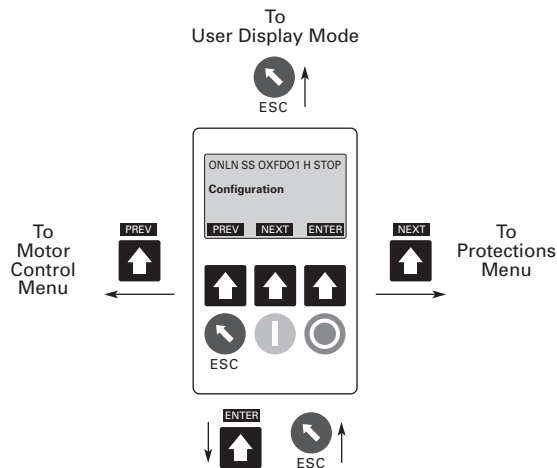 To
User Display Mode
ESC
ONLN SS OXFDO1 H STOP
Configuration
PREV NEXT ENTER
To
Motor
Control
Menu
PREV
NEXT
To
Protections
Menu
ESC
ENTER
ESC